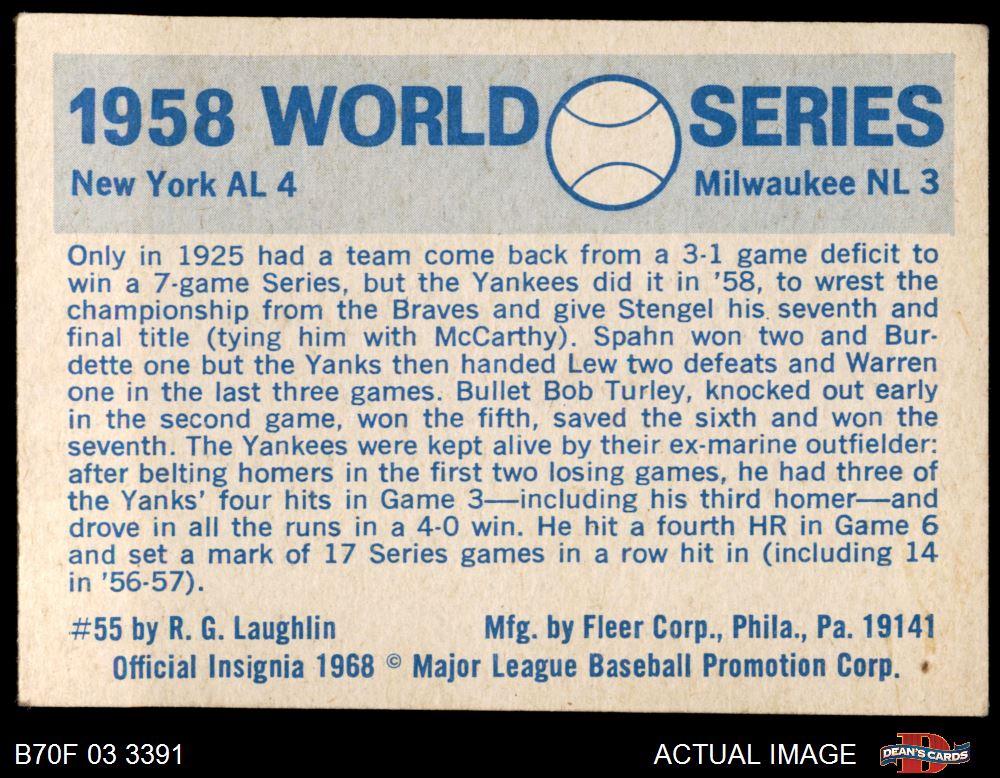 1958 WORLD SERIES
New York AL 4 Milwaukee NL 3
Only in 1925 had a team come back from a 3-1 game deficit to
win a 7-game Series, but the Yankees did it in '58, to wrest the
championship from the Braves and give Stengel his seventh and
final title (tying him with McCarthy). Spahn won two and Bur-
dette one but the Yanks then handed Lew two defeats and Warren
one in the last three games. Bullet Bob Turley, knocked out early
in the second game, won the fifth, saved the sixth and won the
seventh. The Yankees were kept alive by their ex-marine outfielder:
after belting homers in the first two losing games, he had three of
the Yanks' four hits in Game 3—including his third homer—and
drove in all the runs in a 4-0 win. He hit a fourth HR in Game 6
and set a mark of 17 Series games in a row hit in (including 14
in '56-57).
#55 by R. G. Laughlin Mfg. by Fleer Corp., Phila., Pa. 19141
Official Insignia 1968 © Major League Baseball Promotion Corp.
B70F 03 3391 ACTUAL IMAGE D DEAN'S CARDS